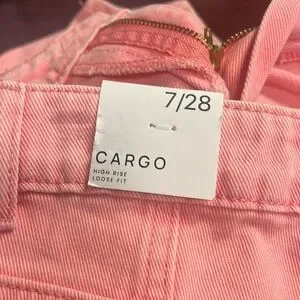 7/28
CARGO
HIGH RISE
LOOSE FIT